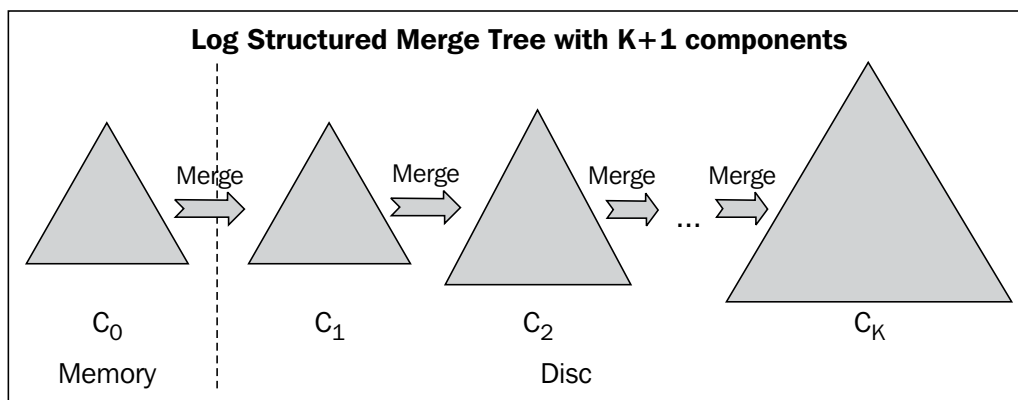 Log Structured Merge Tree with K+1 components
Merge
Merge
Merge
Merge
...
C₀
C₁
C₂
Cₖ
Memory
Disc